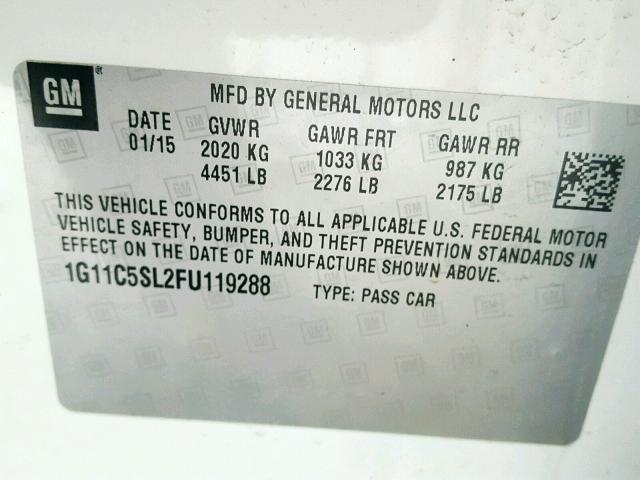 GM ®
MFD BY GENERAL MOTORS LLC
DATE GVWR GAWR FRT GAWR RR
01/15 2020 KG 1033 KG 987 KG
4451 LB 2276 LB 2175 LB
THIS VEHICLE CONFORMS TO ALL APPLICABLE U.S. FEDERAL MOTOR
VEHICLE SAFETY, BUMPER, AND THEFT PREVENTION STANDARDS IN
EFFECT ON THE DATE OF MANUFACTURE SHOWN ABOVE.
1G11C5SL2FU119288 TYPE: PASS CAR